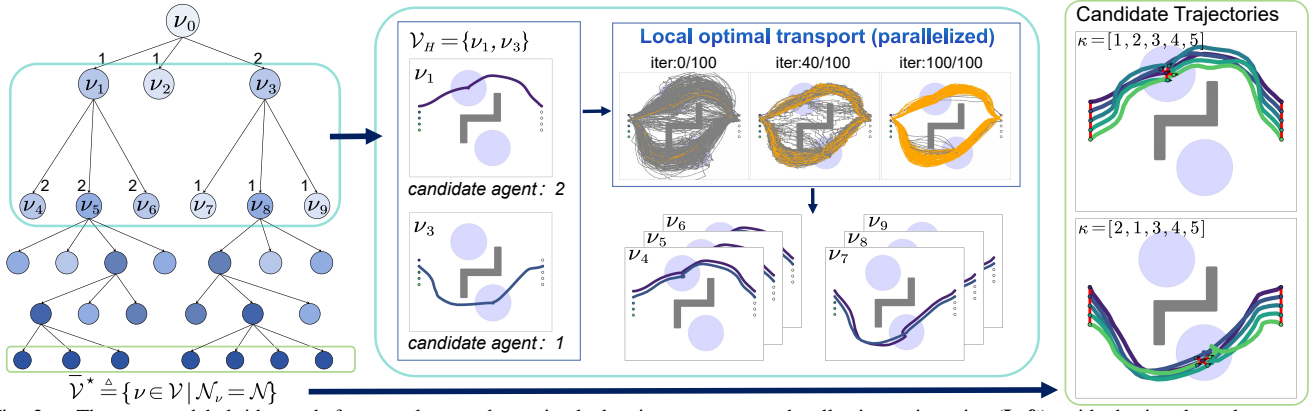 ν₀
1 1 2
ν₁ ν₂ ν₃
2 2 2 1 1 1
ν₄ ν₅ ν₆ ν₇ ν₈ ν₉
V̅* ≜ {ν ∈ V | N_ν = N}
V_H = {ν₁, ν₃}
ν₁
candidate agent: 2
ν₃
candidate agent: 1
Local optimal transport (parallelized)
iter:0/100 iter:40/100 iter:100/100
ν₆
ν₅
ν₄
ν₉
ν₈
ν₇
Candidate Trajectories
κ=[1, 2, 3, 4, 5]
κ=[2, 1, 3, 4, 5]